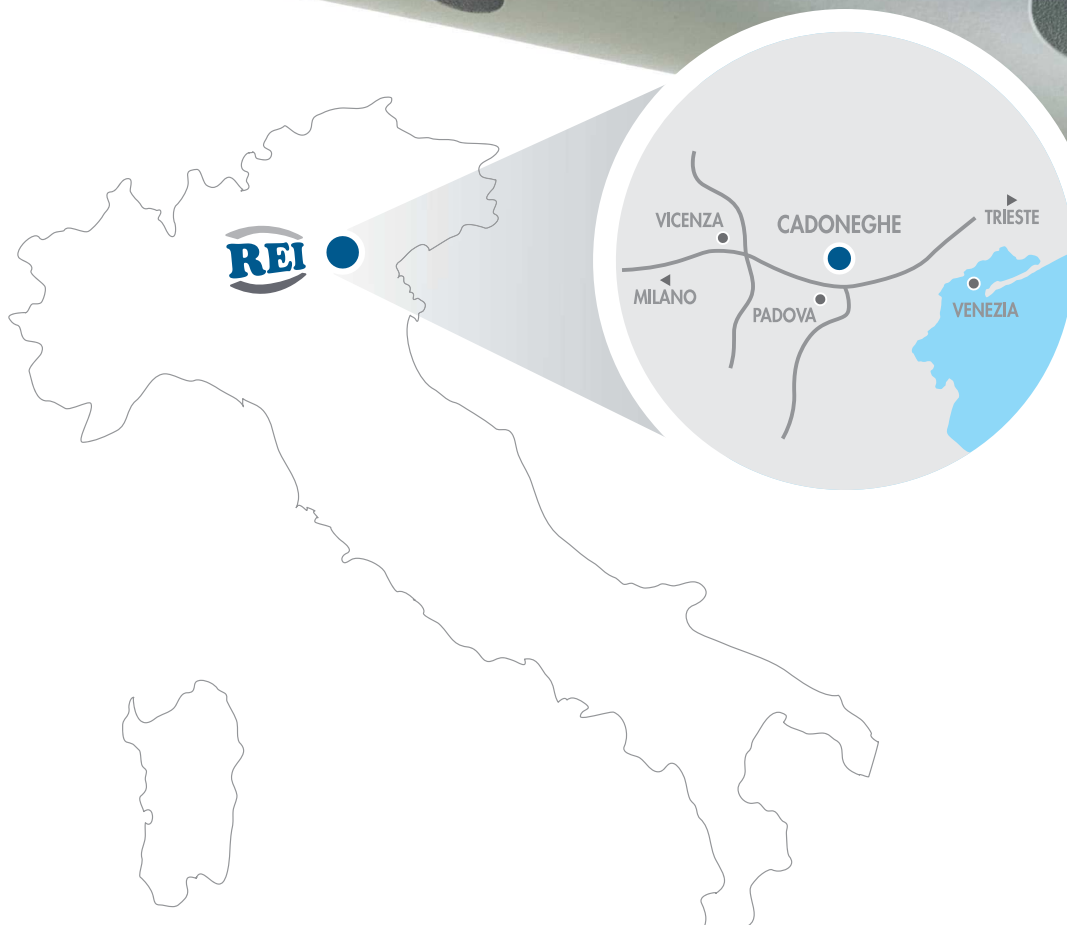 REI
VICENZA
CADONEGHE
TRIESTE
MILANO
PADOVA
VENEZIA